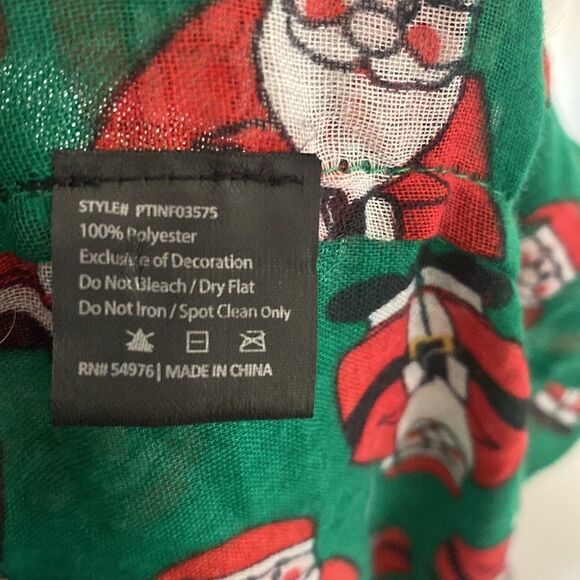 STYLE# PTINF03575
100% Polyester
Exclusive of Decoration
Do Not Bleach / Dry Flat
Do Not Iron / Spot Clean Only
RN# 54976 | MADE IN CHINA